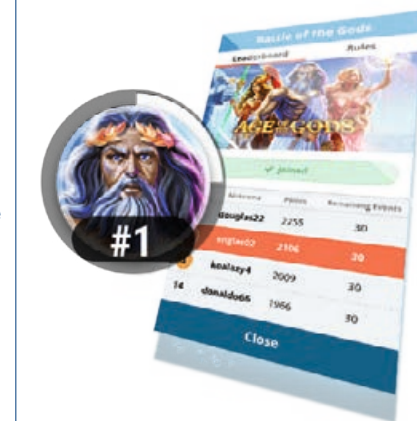 Battle of the Gods
Leaderboard Rules
AGE OF THE GODS
✓ Joined
Nickname Points Remaining Events
douglas22 2255 30
2106 30
kealazy4 2009 30
14 donaldo66 1966 30
Close
#1